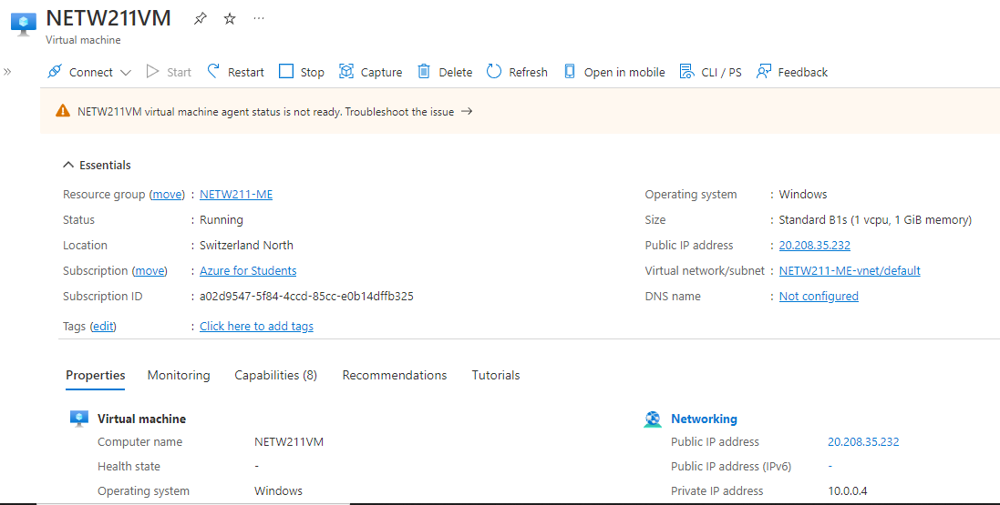 NETW211VM
Virtual machine
Connect Start Restart Stop Capture Delete Refresh Open in mobile CLI / PS Feedback
NETW211VM virtual machine agent status is not ready. Troubleshoot the issue →
Essentials
Resource group (move) : NETW211-ME
Status : Running
Location : Switzerland North
Subscription (move) : Azure for Students
Subscription ID : a02d9547-5f84-4ccd-85cc-e0b14dffb325
Tags (edit) : Click here to add tags
Operating system : Windows
Size : Standard B1s (1 vcpu, 1 GiB memory)
Public IP address : 20.208.35.232
Virtual network/subnet : NETW211-ME-vnet/default
DNS name : Not configured
Properties Monitoring Capabilities (8) Recommendations Tutorials
Virtual machine
Computer name NETW211VM
Health state -
Operating system Windows
Networking
Public IP address 20.208.35.232
Public IP address (IPv6) -
Private IP address 10.0.0.4